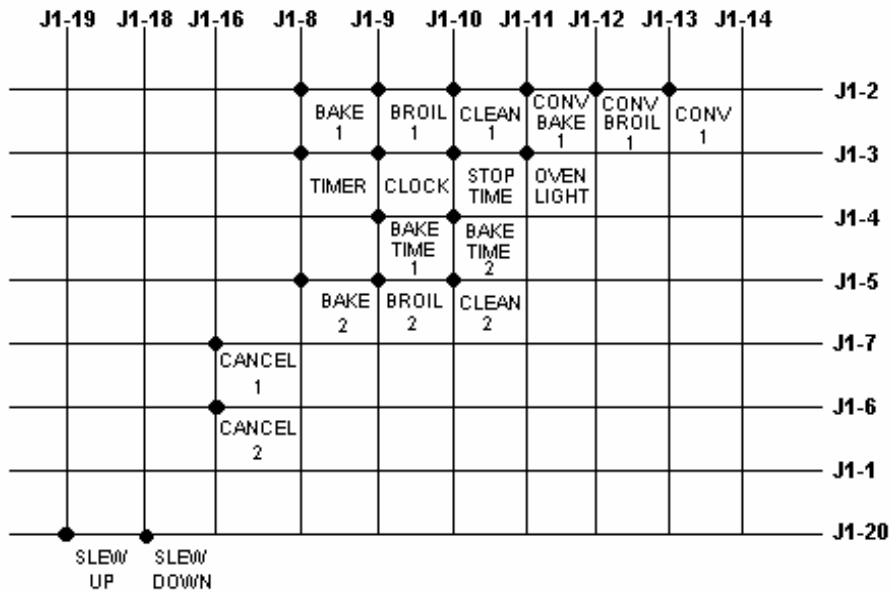 J1-19 J1-18 J1-16 J1-8 J1-9 J1-10 J1-11 J1-12 J1-13 J1-14
J1-2
BAKE 1
BROIL 1
CLEAN 1
CONV BAKE 1
CONV BROIL 1
CONV 1
J1-3
TIMER
CLOCK
STOP TIME
OVEN LIGHT
J1-4
BAKE TIME 1
BAKE TIME 2
J1-5
BAKE 2
BROIL 2
CLEAN 2
J1-7
CANCEL 1
J1-6
CANCEL 2
J1-1
J1-20
SLEW UP
SLEW DOWN